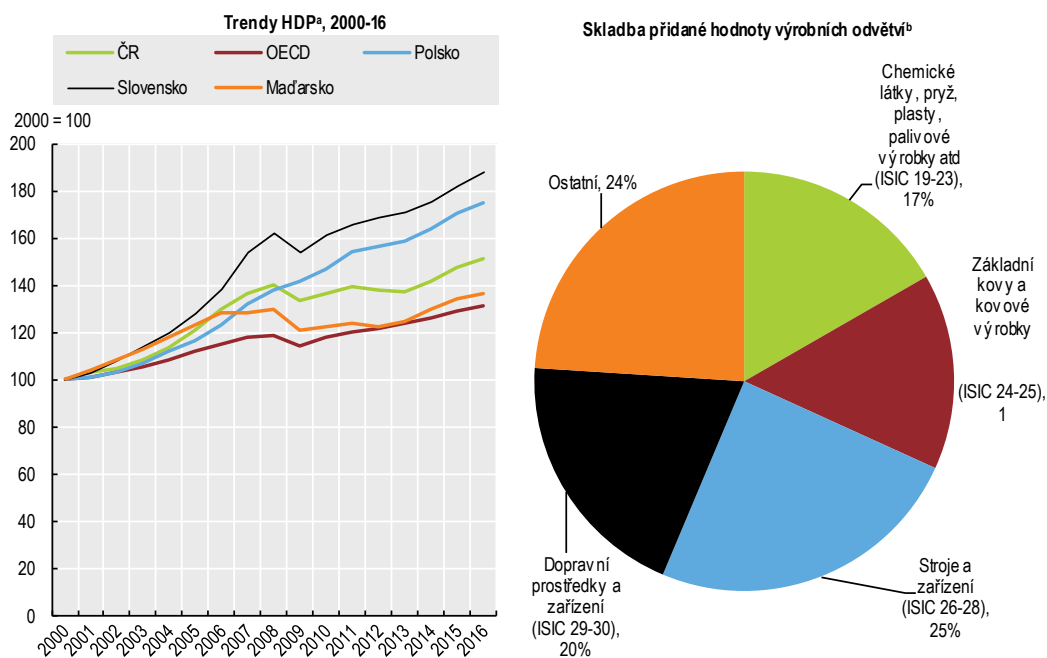 Trendy HDPᵃ, 2000-16
ČR
OECD
Polsko
Slovensko
Maďarsko
2000 = 100
200
180
160
140
120
100
80
60
40
20
0
2000
2001
2002
2003
2004
2005
2006
2007
2008
2009
2010
2011
2012
2013
2014
2015
2016
Skladba přidané hodnoty výrobních odvětvíᵇ
Chemické
látky, pryž,
plasty,
palivové
výrobky atd
(ISIC 19-23),
17%
Základní
kovy a
kovové
výrobky
(ISIC 24-25),
1
Stroje a
zařízení
(ISIC 26-28),
25%
Dopravní
prostředky a
zařízení
(ISIC 29-30),
20%
Ostatní, 24%